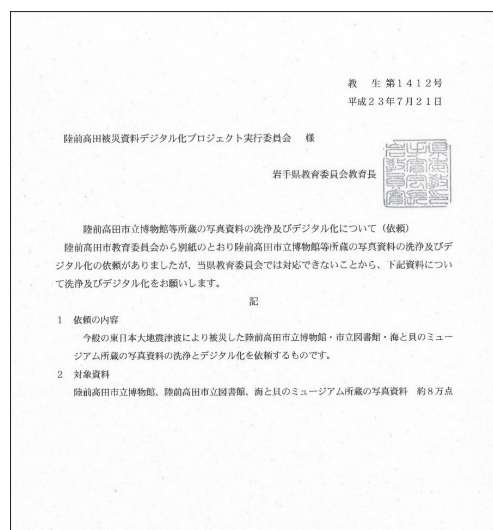 教 生 第1412号
平成23年7月21日
陸前高田被災資料デジタル化プロジェクト実行委員会 様
岩手県教育委員会教育長
陸前高田市立博物館等所蔵の写真資料の洗浄及びデジタル化について（依頼）
陸前高田市教育委員会から別紙のとおり陸前高田市立博物館等所蔵の写真資料の洗浄及びデ
ジタル化の依頼がありましたが、当県教育委員会では対応できないことから、下記資料につい
て洗浄及びデジタル化をお願いします。
記
1 依頼の内容
今般の東日本大地震津波により被災した陸前高田市立博物館・市立図書館・海と貝のミュー
ジアム所蔵の写真資料の洗浄とデジタル化を依頼するものです。
2 対象資料
陸前高田市立博物館、陸前高田市立図書館、海と貝のミュージアム所蔵の写真資料 約8万点